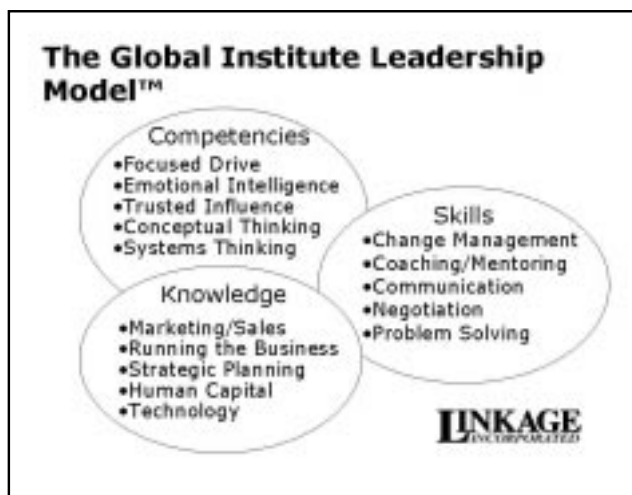 The Global Institute Leadership
Model™
Competencies
•Focused Drive
•Emotional Intelligence
•Trusted Influence
•Conceptual Thinking
•Systems Thinking
Skills
•Change Management
•Coaching/Mentoring
•Communication
•Negotiation
•Problem Solving
Knowledge
•Marketing/Sales
•Running the Business
•Strategic Planning
•Human Capital
•Technology
LINKAGE
INCORPORATED